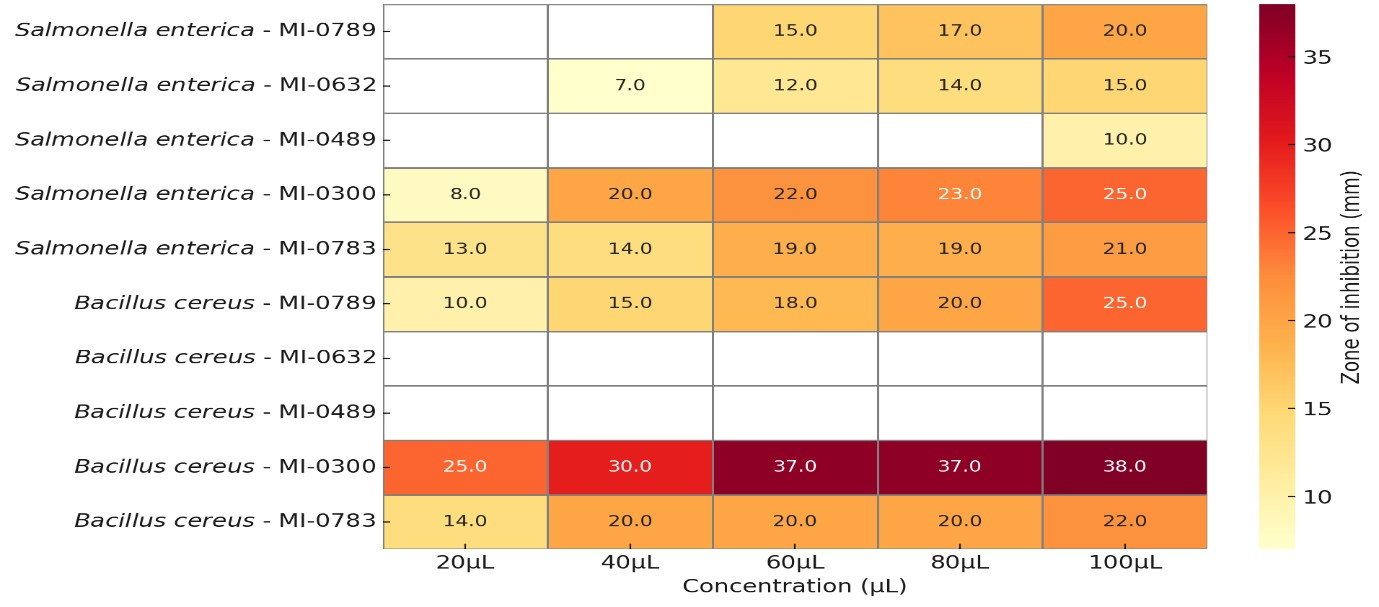 Salmonella enterica - MI-0789 15.0 17.0 20.0
Salmonella enterica - MI-0632 7.0 12.0 14.0 15.0
Salmonella enterica - MI-0489 10.0
Salmonella enterica - MI-0300 8.0 20.0 22.0 23.0 25.0
Salmonella enterica - MI-0783 13.0 14.0 19.0 19.0 21.0
Bacillus cereus - MI-0789 10.0 15.0 18.0 20.0 25.0
Bacillus cereus - MI-0632
Bacillus cereus - MI-0489
Bacillus cereus - MI-0300 25.0 30.0 37.0 37.0 38.0
Bacillus cereus - MI-0783 14.0 20.0 20.0 20.0 22.0
20μL 40μL 60μL 80μL 100μL
Concentration (μL)
35
30
25
20
15
10
Zone of inhibition (mm)